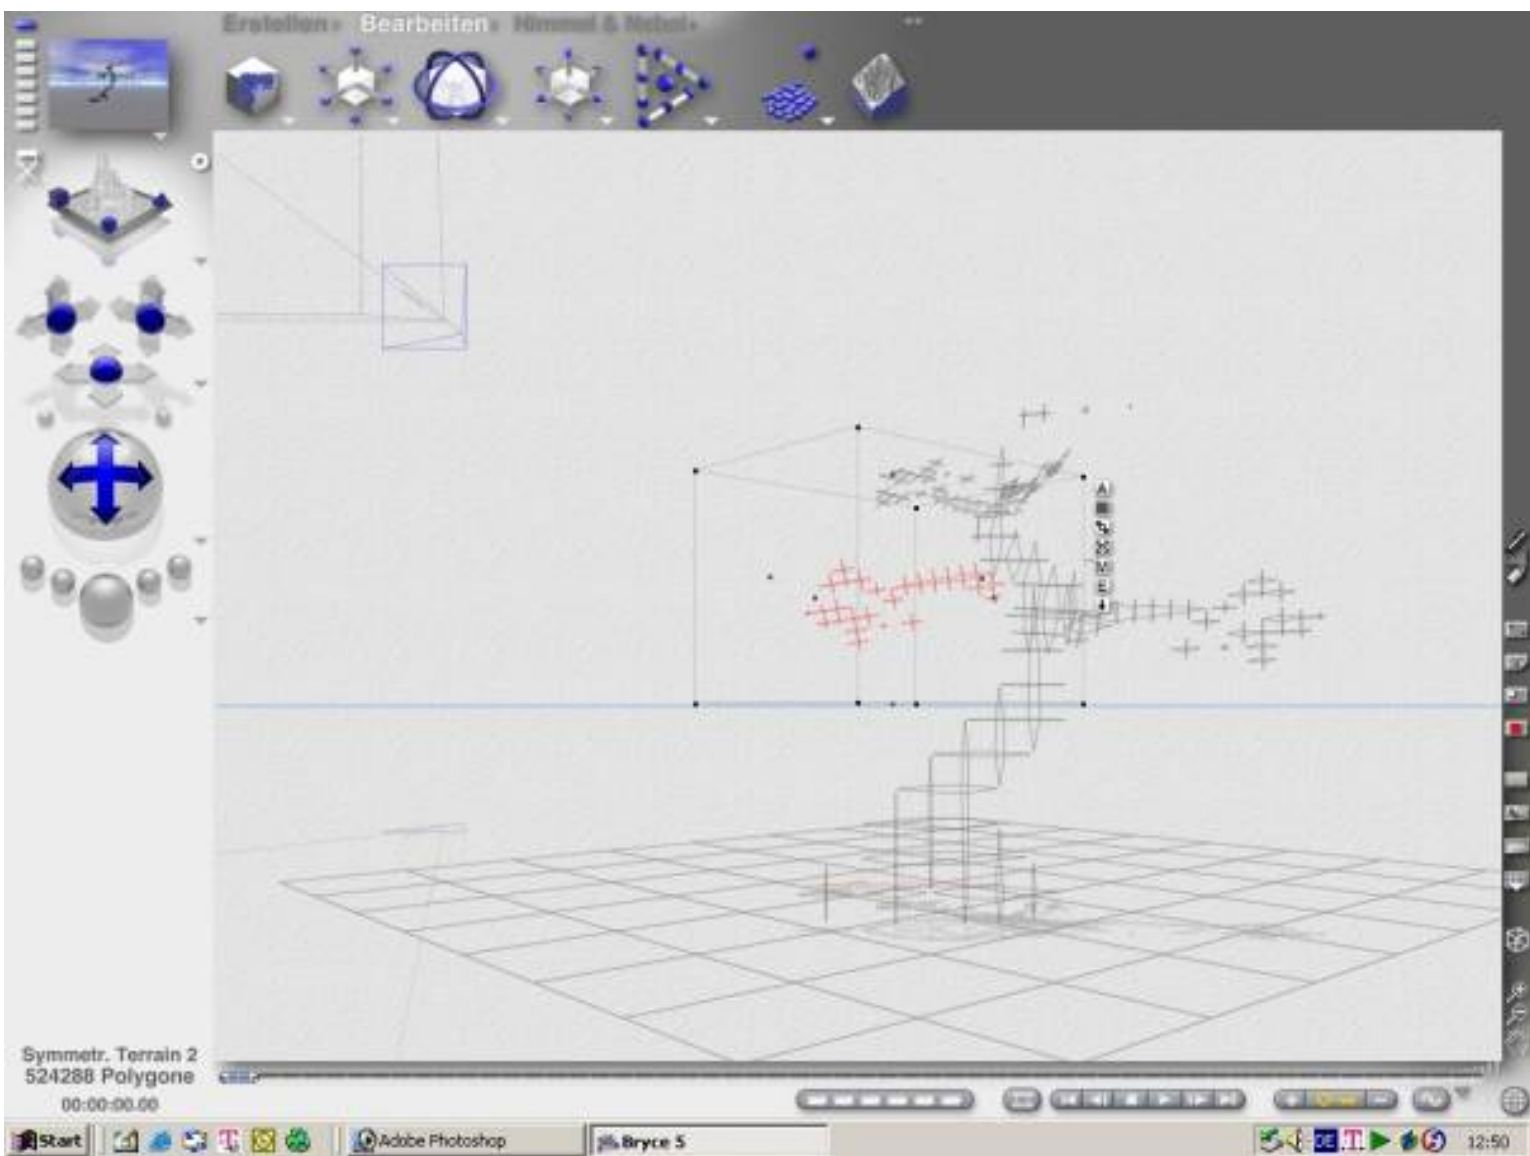 Erstellen Bearbeiten Himmel & Nebel
A
M
E
Symmetr. Terrain 2
524288 Polygone
00:00:00.00
Start Adobe Photoshop Bryce 5 DE T 12:50